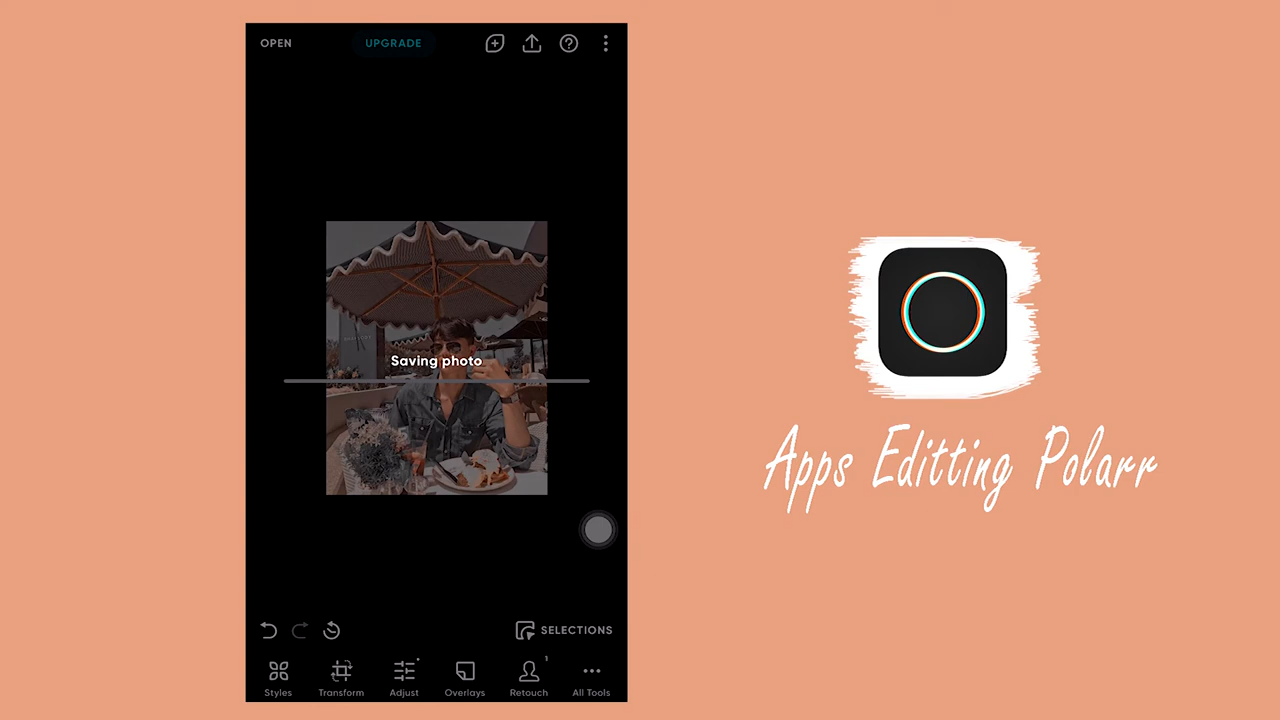 OPEN
UPGRADE
Saving photo
SELECTIONS
Styles
Transform
Adjust
Overlays
Retouch
All Tools
Apps Editting Polarr